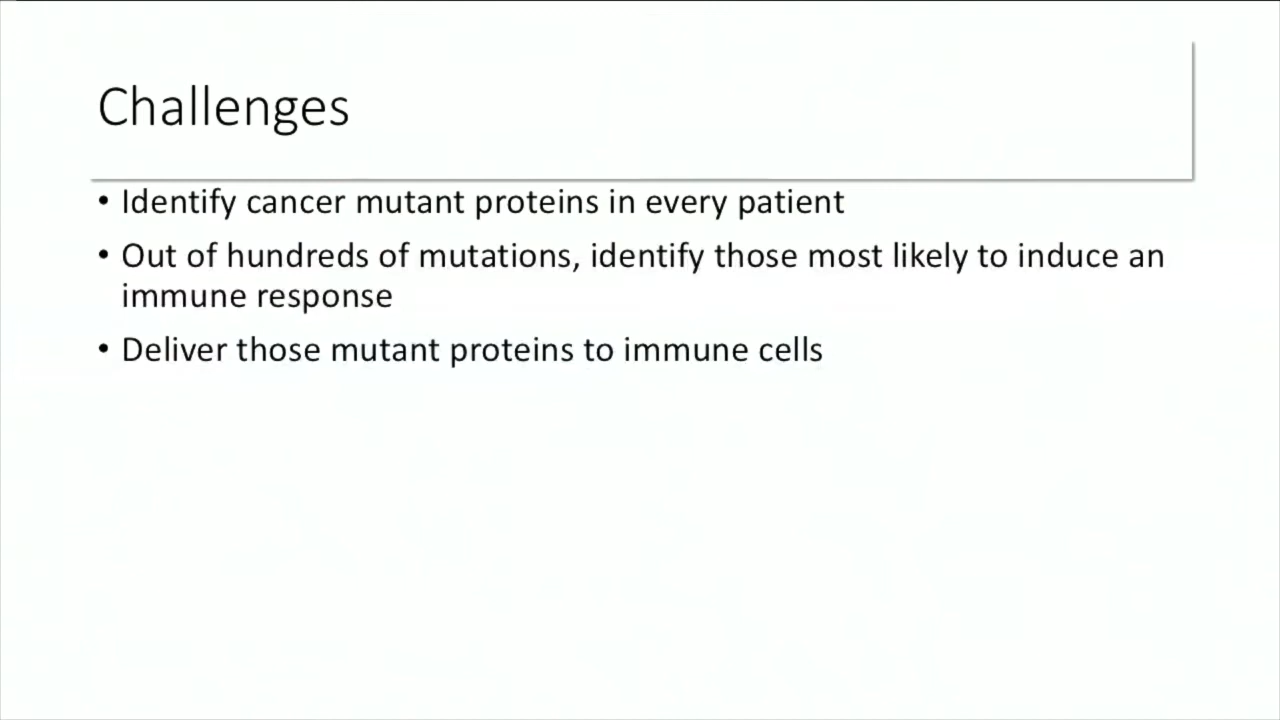 Challenges
• Identify cancer mutant proteins in every patient
• Out of hundreds of mutations, identify those most likely to induce an
immune response
• Deliver those mutant proteins to immune cells